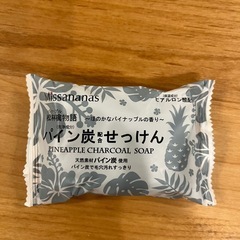 Missananas
松林庵物語
〜ほのかなパイナップルの香り〜
ヒアルロン酸配合
パイン炭配合せっけん
PINEAPPLE CHARCOAL SOAP
天然素材パイン炭使用
パイン炭で毛穴汚れすっきり